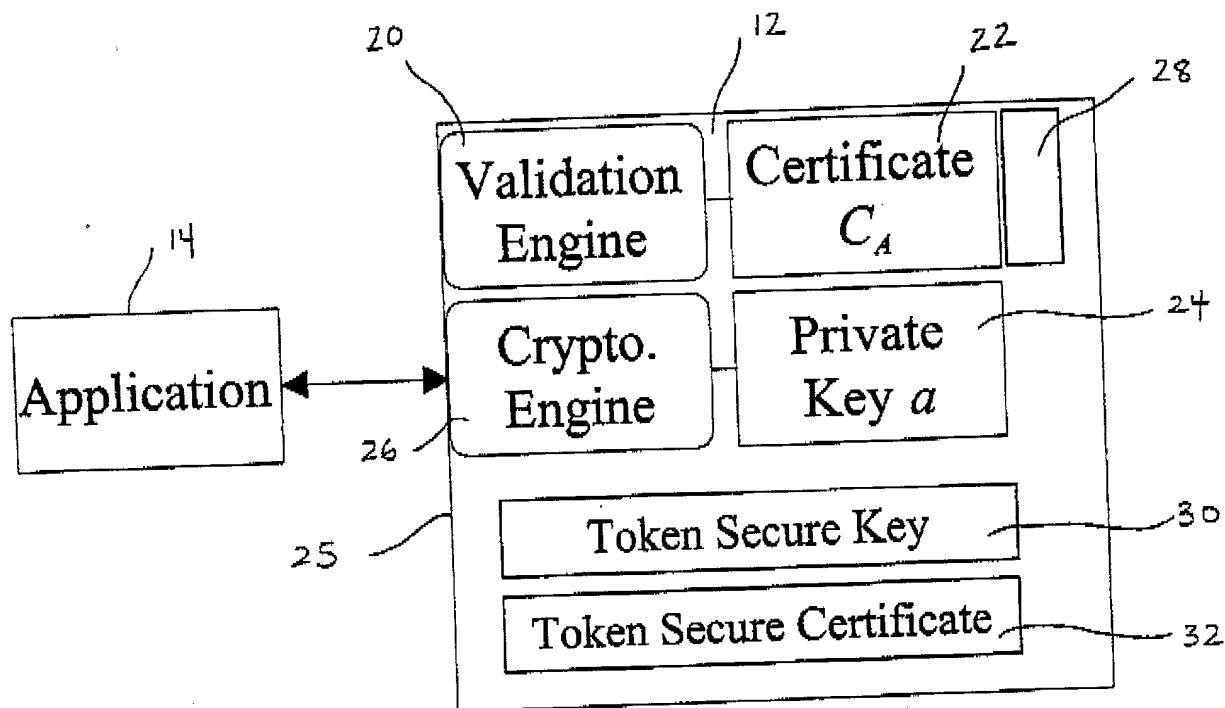 20
12
22
28
Validation
Engine
Certificate
C_A
14
24
Application
Crypto.
Engine
Private
Key a
26
25
Token Secure Key
30
Token Secure Certificate
32